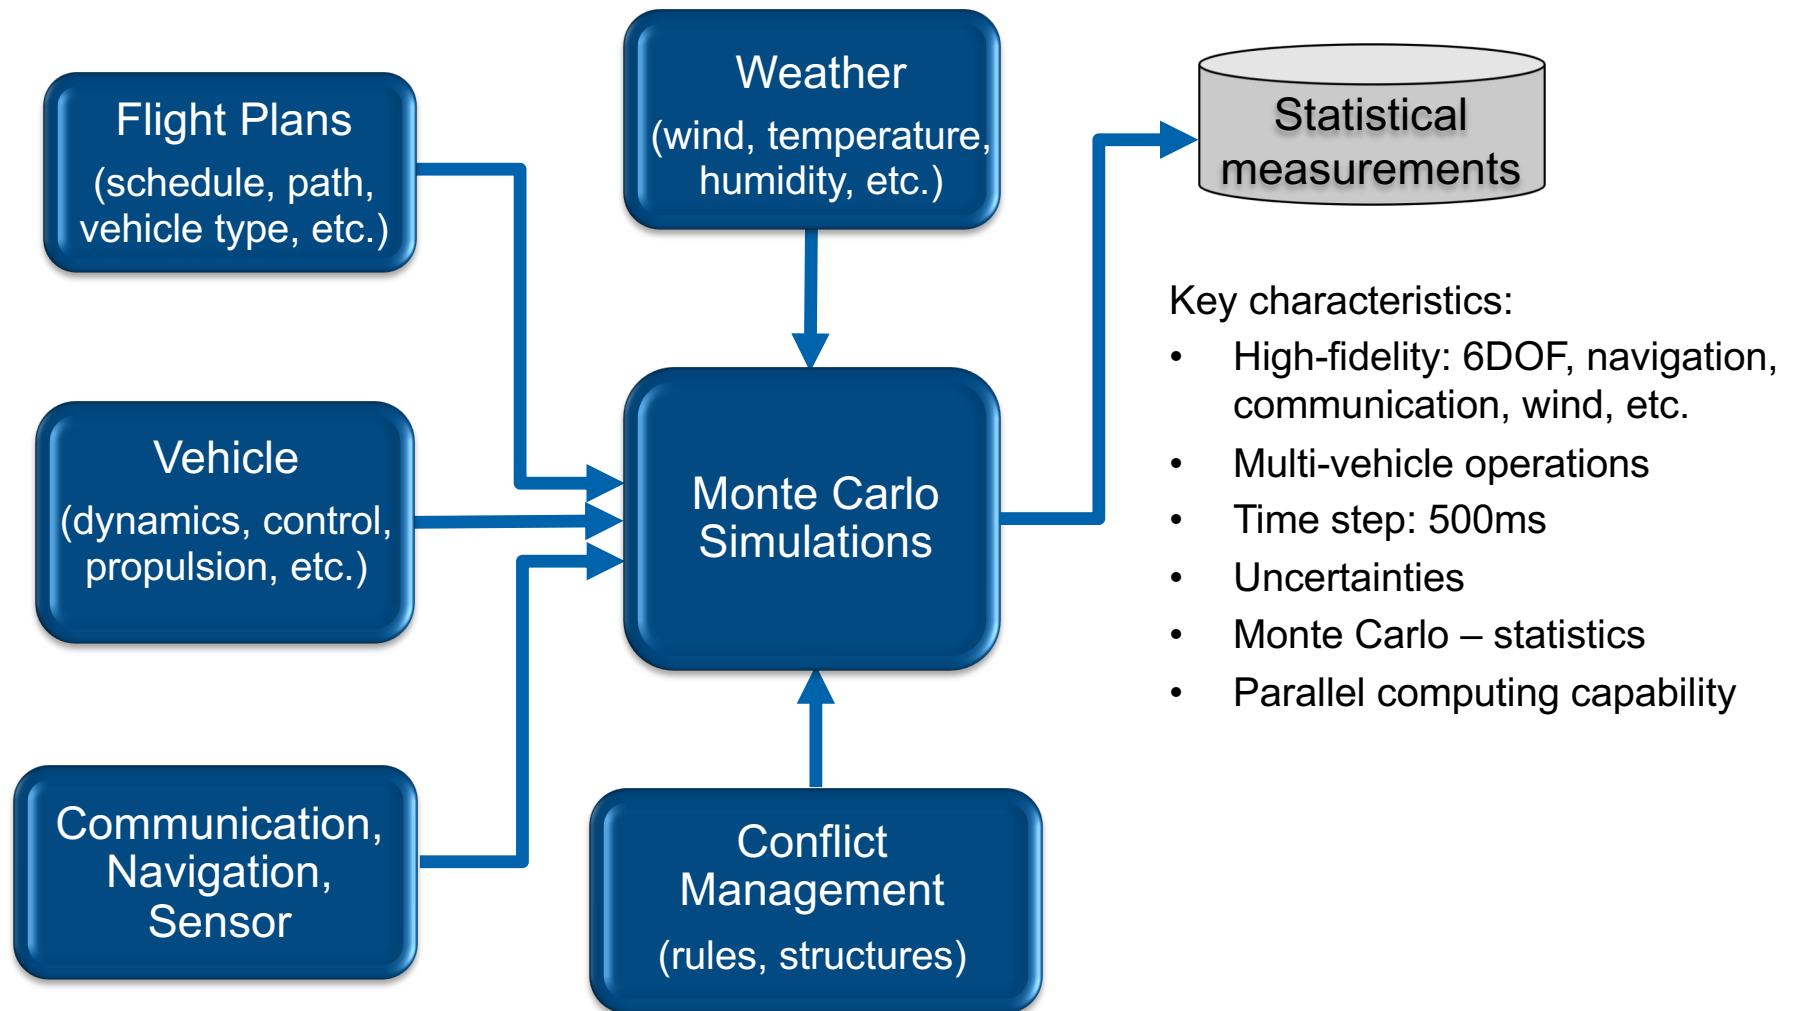 Flight Plans
(schedule, path,
vehicle type, etc.)
Weather
(wind, temperature,
humidity, etc.)
Statistical
measurements
Vehicle
(dynamics, control,
propulsion, etc.)
Monte Carlo
Simulations
Communication,
Navigation,
Sensor
Conflict
Management
(rules, structures)
Key characteristics:
• High-fidelity: 6DOF, navigation,
communication, wind, etc.
• Multi-vehicle operations
• Time step: 500ms
• Uncertainties
• Monte Carlo – statistics
• Parallel computing capability